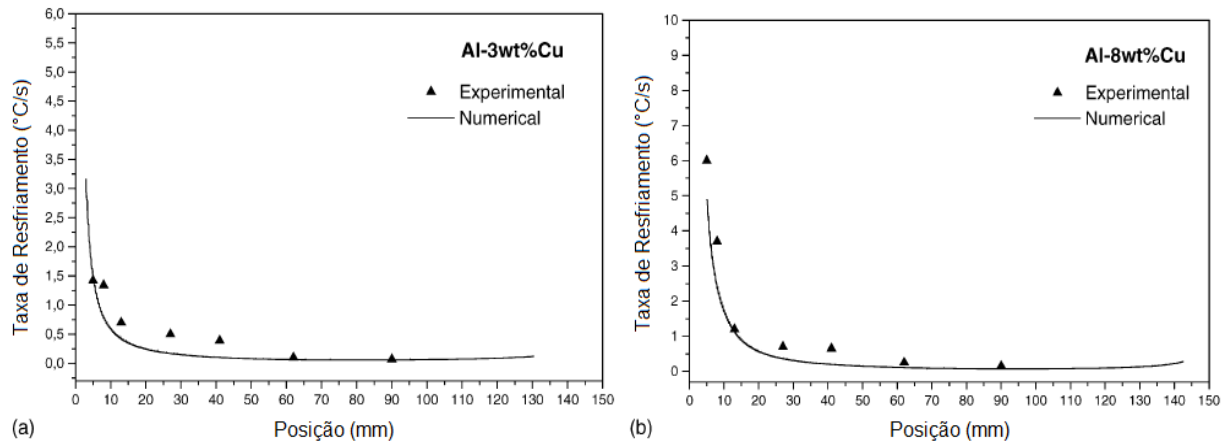 Al-3wt%Cu
Experimental
Numerical
Taxa de Resfriamento (°C/s)
6,0
5,5
5,0
4,5
4,0
3,5
3,0
2,5
2,0
1,5
1,0
0,5
0,0
0 10 20 30 40 50 60 70 80 90 100 110 120 130 140 150
(a) Posição (mm)
Al-8wt%Cu
Experimental
Numerical
Taxa de Resfriamento (°C/s)
10
9
8
7
6
5
4
3
2
1
0
0 10 20 30 40 50 60 70 80 90 100 110 120 130 140 150
(b) Posição (mm)